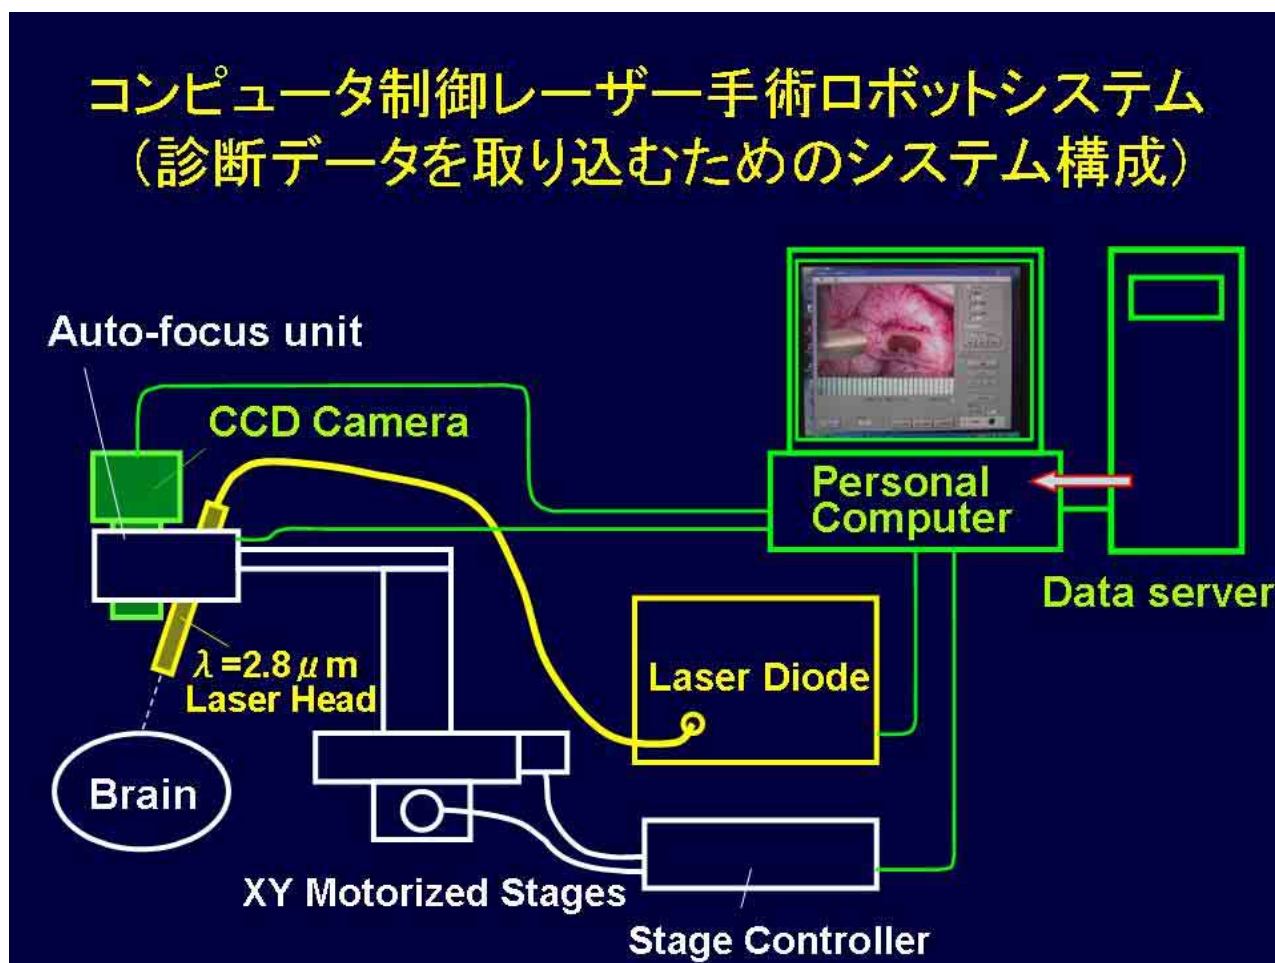 コンピュータ制御レーザー手術ロボットシステム
（診断データを取り込むためのシステム構成）
Auto-focus unit
CCD Camera
Personal
Computer
Data server
λ=2.8μm
Laser Head
Laser Diode
Brain
XY Motorized Stages
Stage Controller